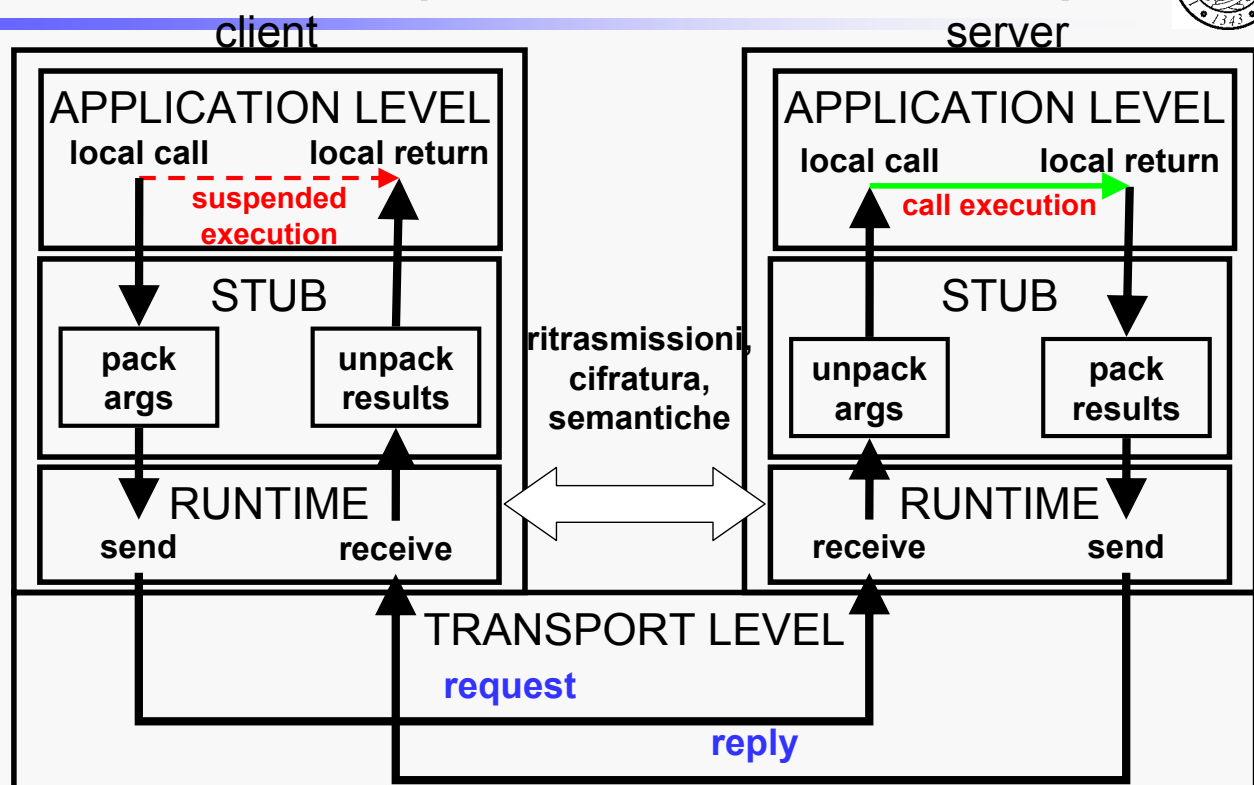 client
server
1343
APPLICATION LEVEL
local call local return
suspended
execution
STUB
pack
args
unpack
results
RUNTIME
send
receive
ritrasmissioni,
cifratura,
semantiche
APPLICATION LEVEL
local call local return
call execution
STUB
unpack
args
pack
results
RUNTIME
receive
send
TRANSPORT LEVEL
request
reply